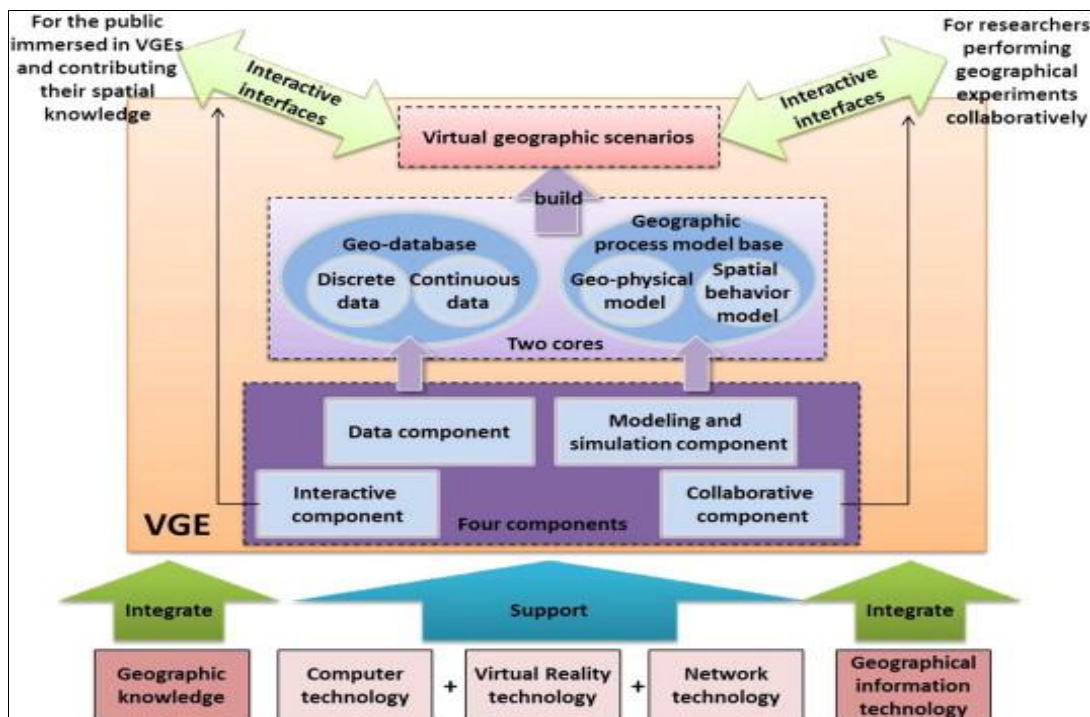 For the public
immersed in VGEs
and contributing
their spatial
knowledge
Interactive
interfaces
Virtual geographic scenarios
Interactive
interfaces
For researchers
performing
geographical
experiments
collaboratively
build
Geo-database
Discrete
data
Continuous
data
Geographic
process model base
Geo-physical
model
Spatial
behavior
model
Two cores
Data component
Modeling and
simulation component
Interactive
component
Collaborative
component
Four components
VGE
Integrate
Support
Integrate
Geographic
knowledge
Computer
technology
+
Virtual Reality
technology
+
Network
technology
Geographical
information
technology